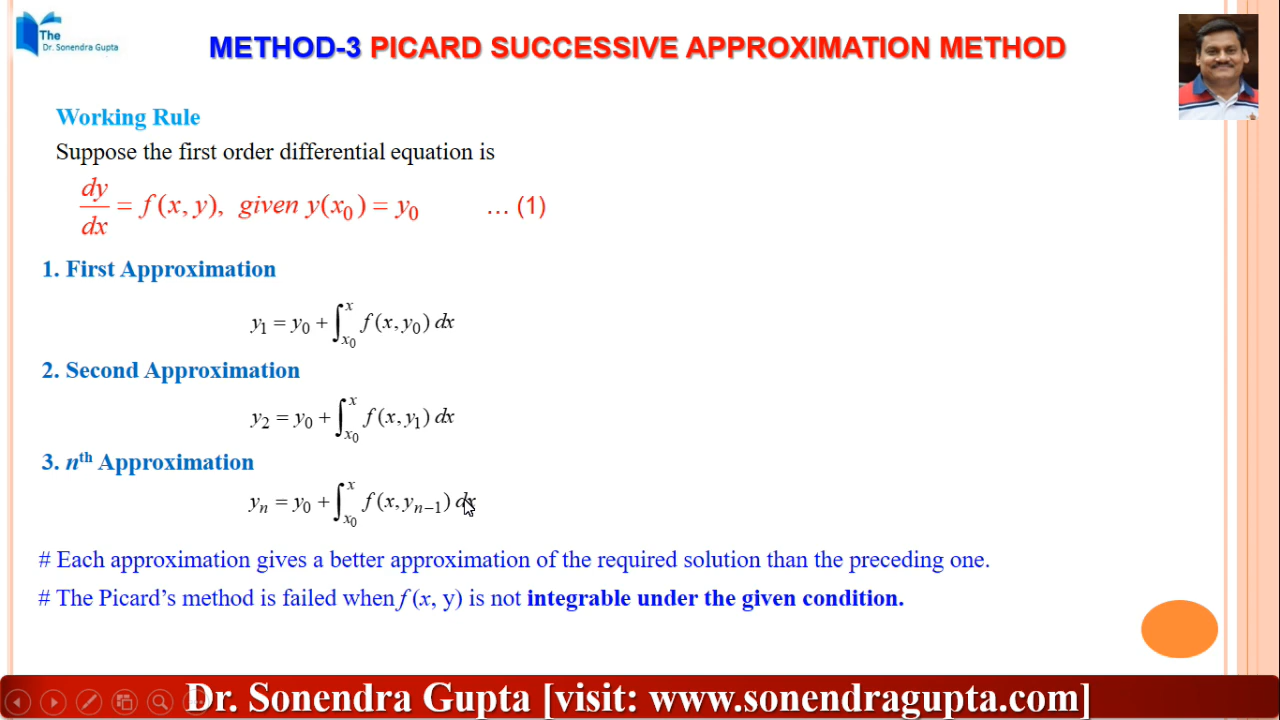 The
Dr. Sonendra Gupta
METHOD-3 PICARD SUCCESSIVE APPROXIMATION METHOD
Working Rule
Suppose the first order differential equation is
dy/dx = f(x, y), given y(x₀) = y₀ … (1)
1. First Approximation
y₁ = y₀ + ∫ₓ₀ˣ f(x, y₀) dx
2. Second Approximation
y₂ = y₀ + ∫ₓ₀ˣ f(x, y₁) dx
3. nᵗʰ Approximation
yₙ = y₀ + ∫ₓ₀ˣ f(x, yₙ₋₁) dx
# Each approximation gives a better approximation of the required solution than the preceding one.
# The Picard’s method is failed when f (x, y) is not integrable under the given condition.
Dr. Sonendra Gupta [visit: www.sonendragupta.com]